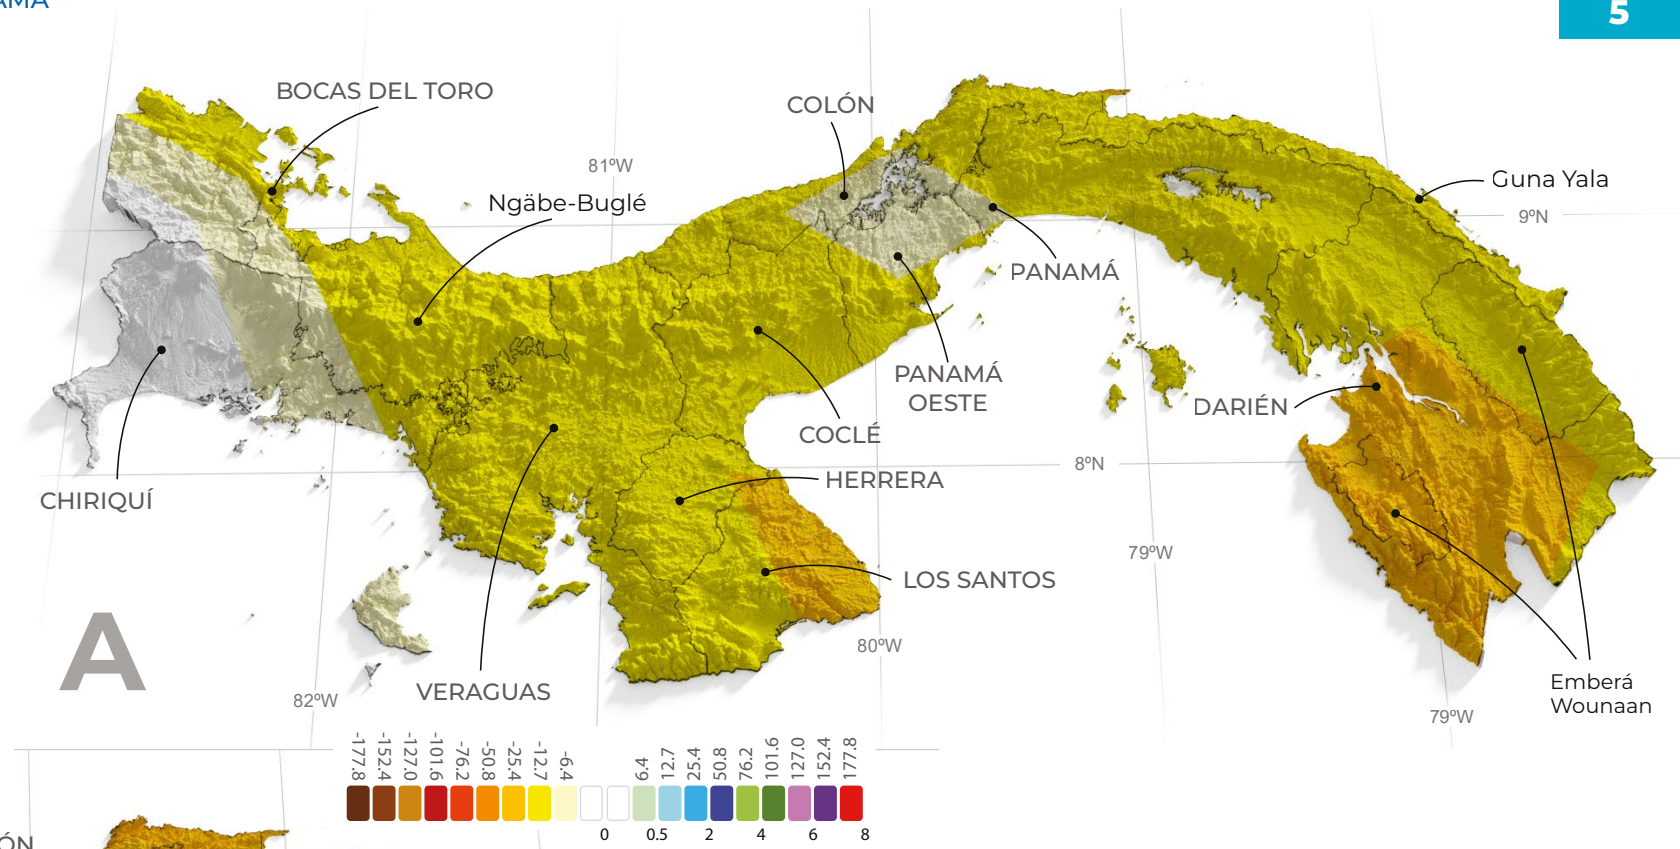 AMÁ
5
BOCAS DEL TORO
COLÓN
81ºW
Ngäbe-Buglé
Guna Yala
9ºN
PANAMÁ
PANAMÁ
OESTE
DARIÉN
COCLÉ
8ºN
HERRERA
CHIRIQUÍ
79ºW
LOS SANTOS
A
80ºW
VERAGUAS
82ºW
Emberá
Wounaan
79ºW
-177.8 -152.4 -127.0 -101.6 -76.2 -50.8 -25.4 -12.7 -6.4 6.4 12.7 25.4 50.8 76.2 101.6 127.0 152.4 177.8
0 0.5 2 4 6 8
ÓN